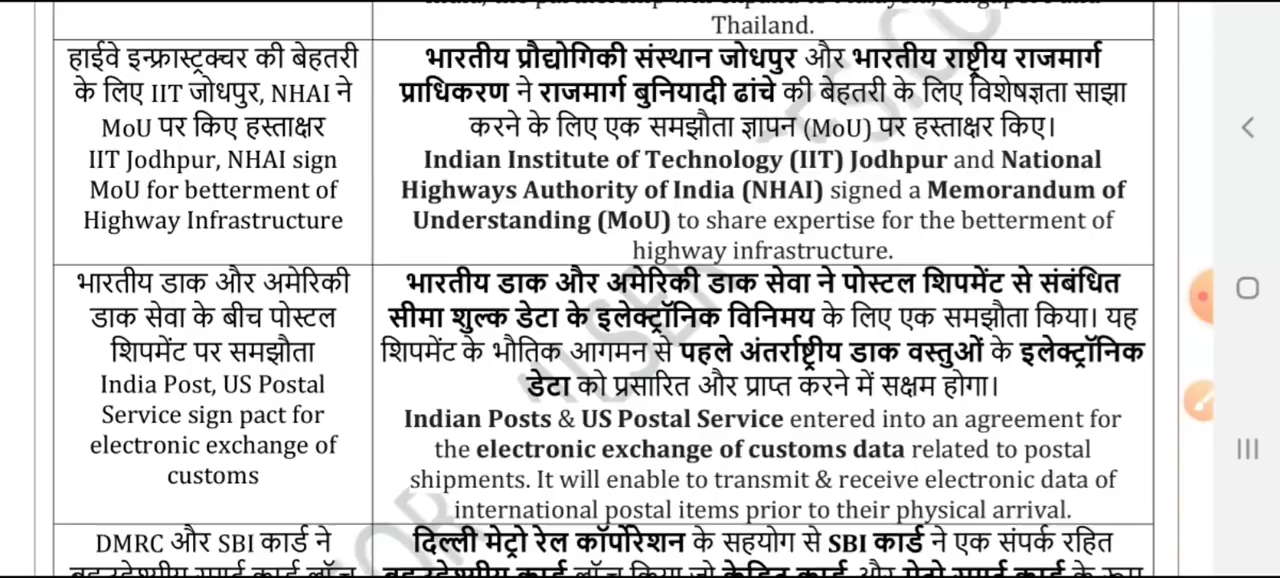 Thailand.
हाईवे इन्फ्रास्ट्रक्चर की बेहतरी
के लिए IIT जोधपुर, NHAI ने
MoU पर किए हस्ताक्षर
IIT Jodhpur, NHAI sign
MoU for betterment of
Highway Infrastructure
भारतीय प्रौद्योगिकी संस्थान जोधपुर और भारतीय राष्ट्रीय राजमार्ग
प्राधिकरण ने राजमार्ग बुनियादी ढांचे की बेहतरी के लिए विशेषज्ञता साझा
करने के लिए एक समझौता ज्ञापन (MoU) पर हस्ताक्षर किए।
Indian Institute of Technology (IIT) Jodhpur and National
Highways Authority of India (NHAI) signed a Memorandum of
Understanding (MoU) to share expertise for the betterment of
highway infrastructure.
भारतीय डाक और अमेरिकी
डाक सेवा के बीच पोस्टल
शिपमेंट पर समझौता
India Post, US Postal
Service sign pact for
electronic exchange of
customs
भारतीय डाक और अमेरिकी डाक सेवा ने पोस्टल शिपमेंट से संबंधित
सीमा शुल्क डेटा के इलेक्ट्रॉनिक विनिमय के लिए एक समझौता किया। यह
शिपमेंट के भौतिक आगमन से पहले अंतर्राष्ट्रीय डाक वस्तुओं के इलेक्ट्रॉनिक
डेटा को प्रसारित और प्राप्त करने में सक्षम होगा।
Indian Posts & US Postal Service entered into an agreement for
the electronic exchange of customs data related to postal
shipments. It will enable to transmit & receive electronic data of
international postal items prior to their physical arrival.
DMRC और SBI कार्ड ने
दिल्ली मेट्रो रेल कॉर्पोरेशन के सहयोग से SBI कार्ड ने एक संपर्क रहित